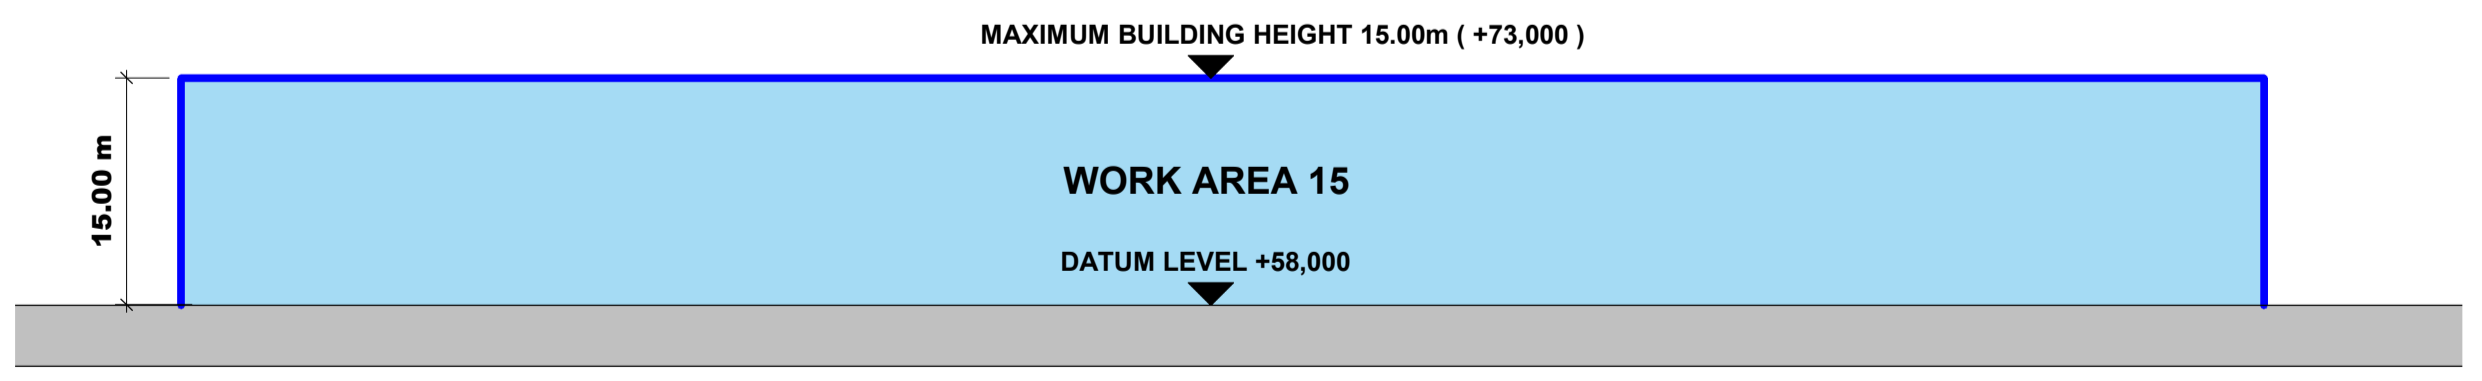 MAXIMUM BUILDING HEIGHT 15.00m ( +73,000 )
15.00 m
WORK AREA 15
DATUM LEVEL +58,000